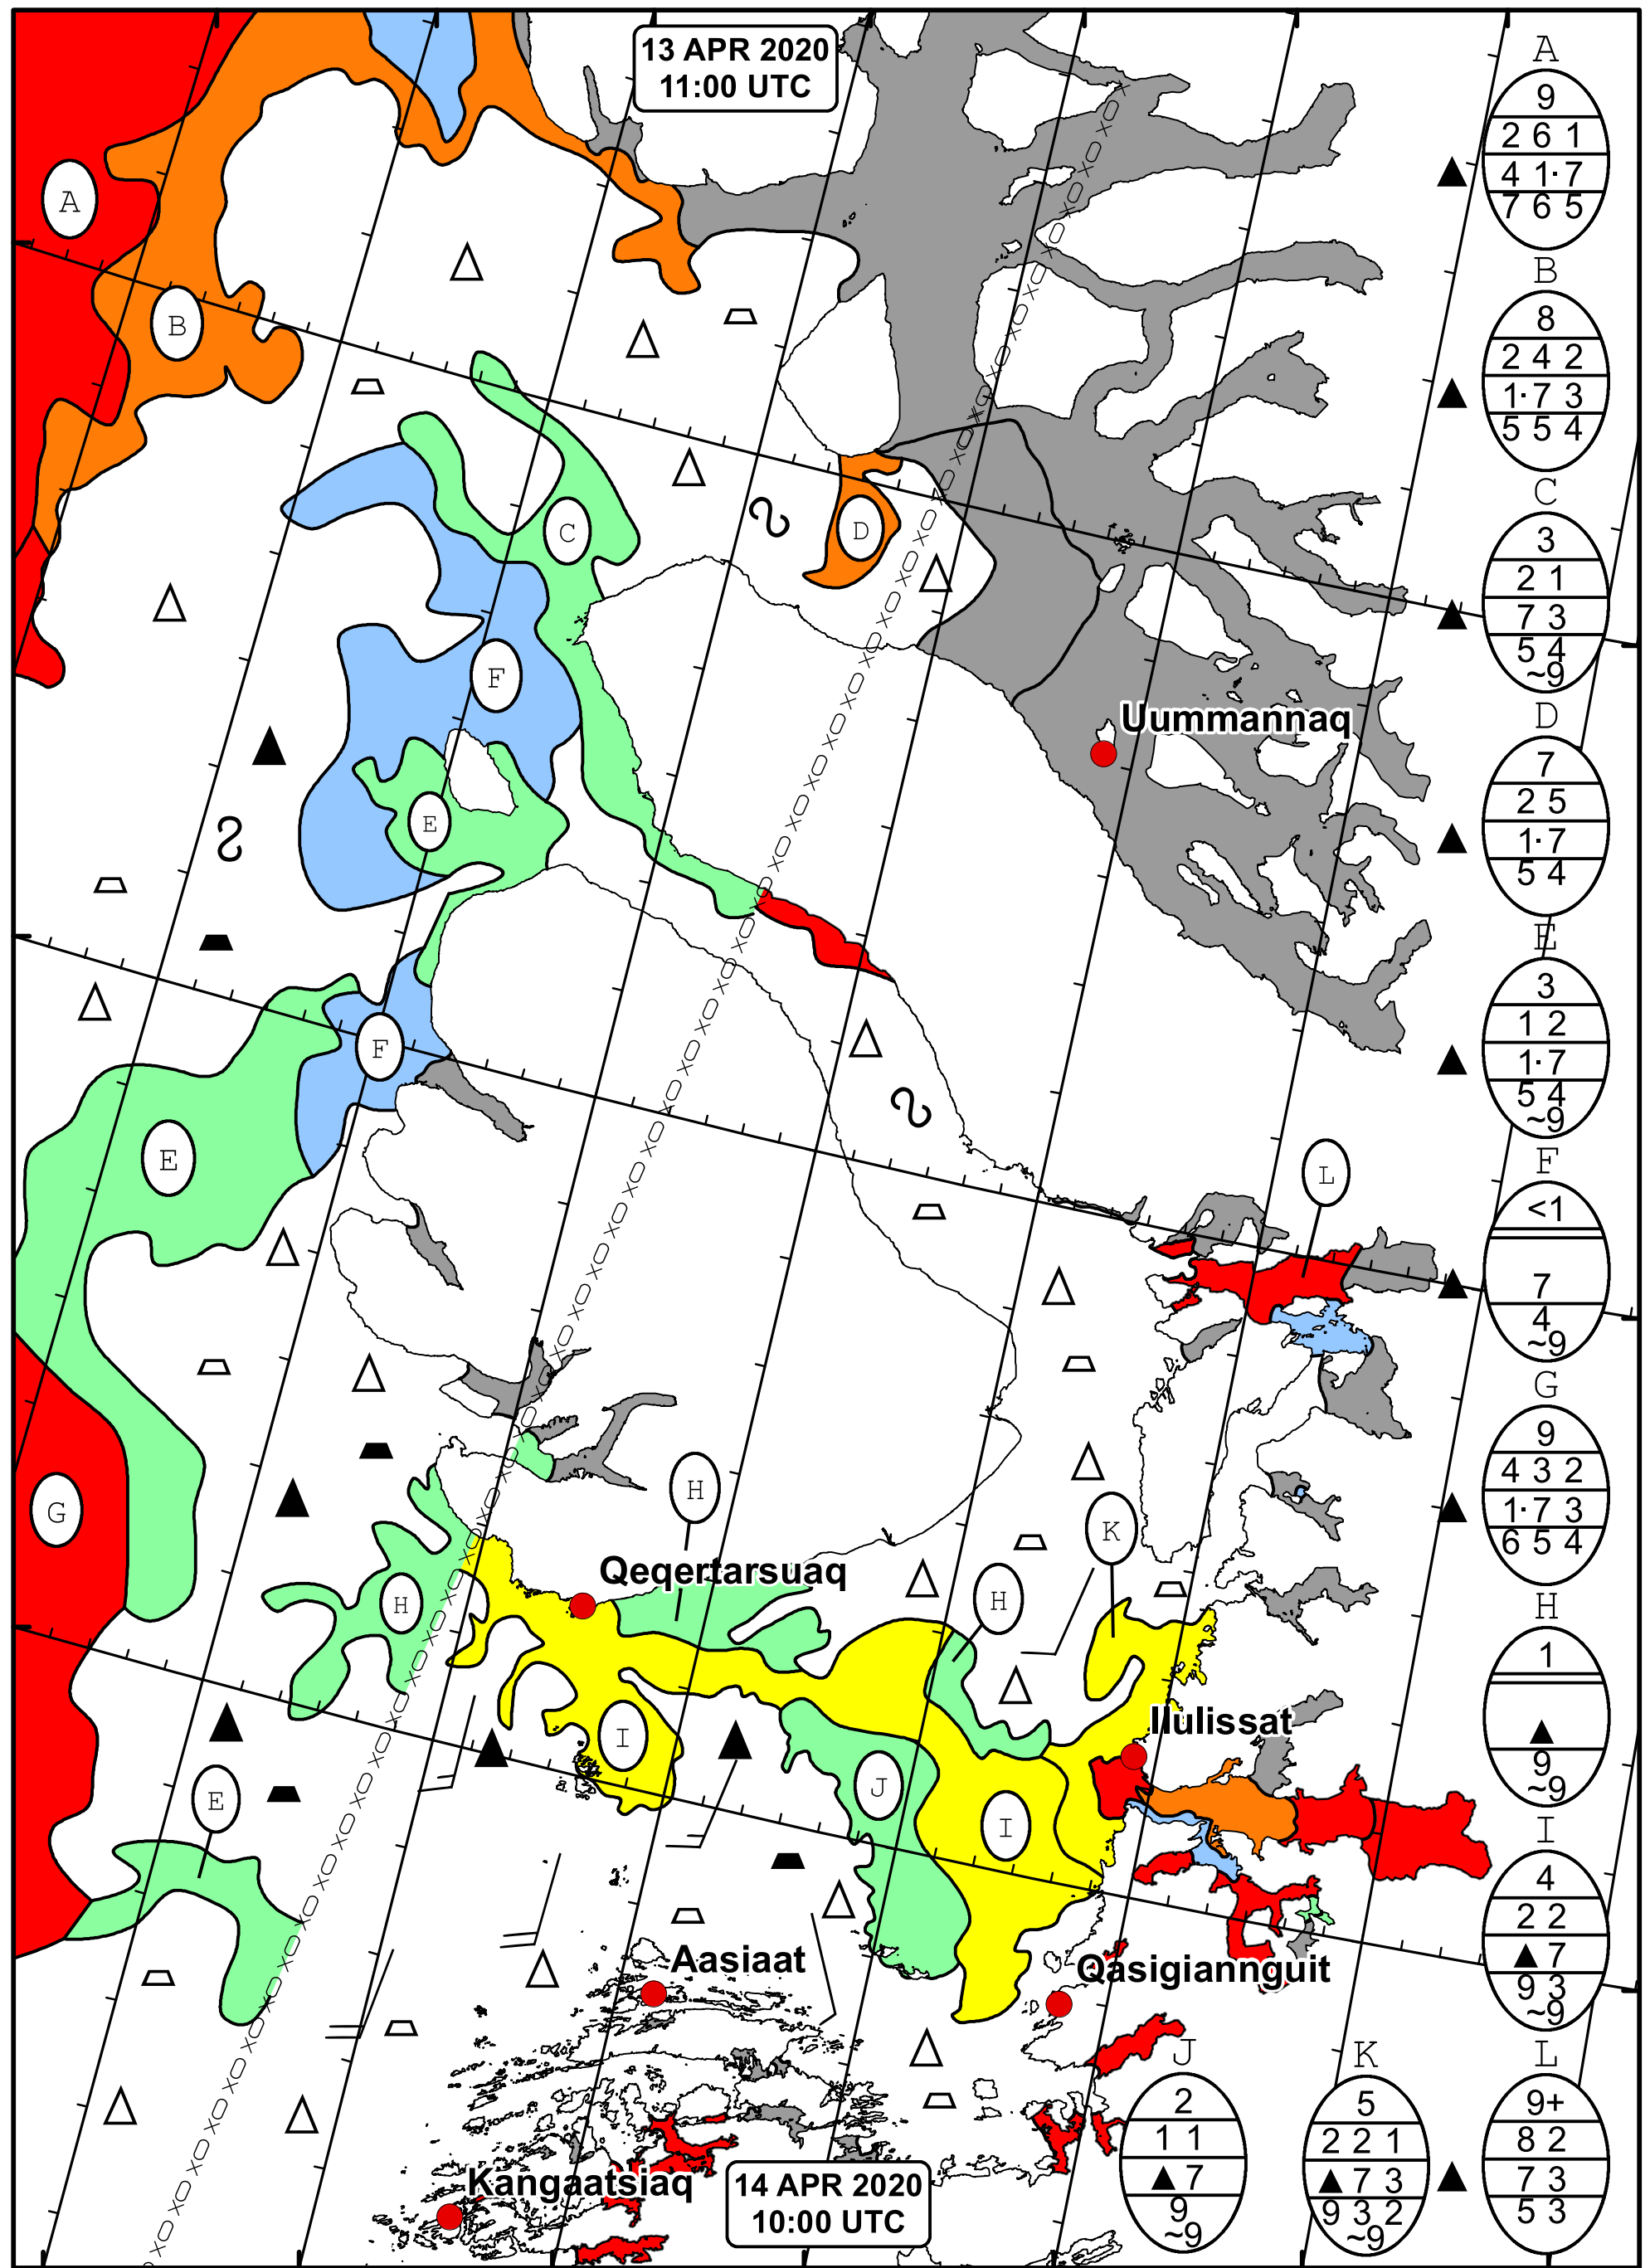 13 APR 2020
11:00 UTC
A
9
2 6 1
4 1· 7
7 6 5
B
8
2 4 2
1· 7 3
5 5 4
C
3
2 1
7 3
5 4
~9
D
7
2 5
1· 7
5 4
E
3
1 2
1· 7
5 4
~9
F
<1
7
4
~9
G
9
4 3 2
1· 7 3
6 5 4
H
1
▲
9
~9
I
4
2 2
▲ 7
9 3
~9
J
2
1 1
▲ 7
9
~9
K
5
2 2 1
▲ 7 3
9 3 2
~9
L
9+
8 2
7 3
5 3
A
B
C
D
F
Uummannaq
E
F
E
L
G
H
K
Qeqertarsuaq
H
H
I
Ilulissat
J
E
I
Aasiaat
Qasigiannguit
Kangaatsiaq
14 APR 2020
10:00 UTC